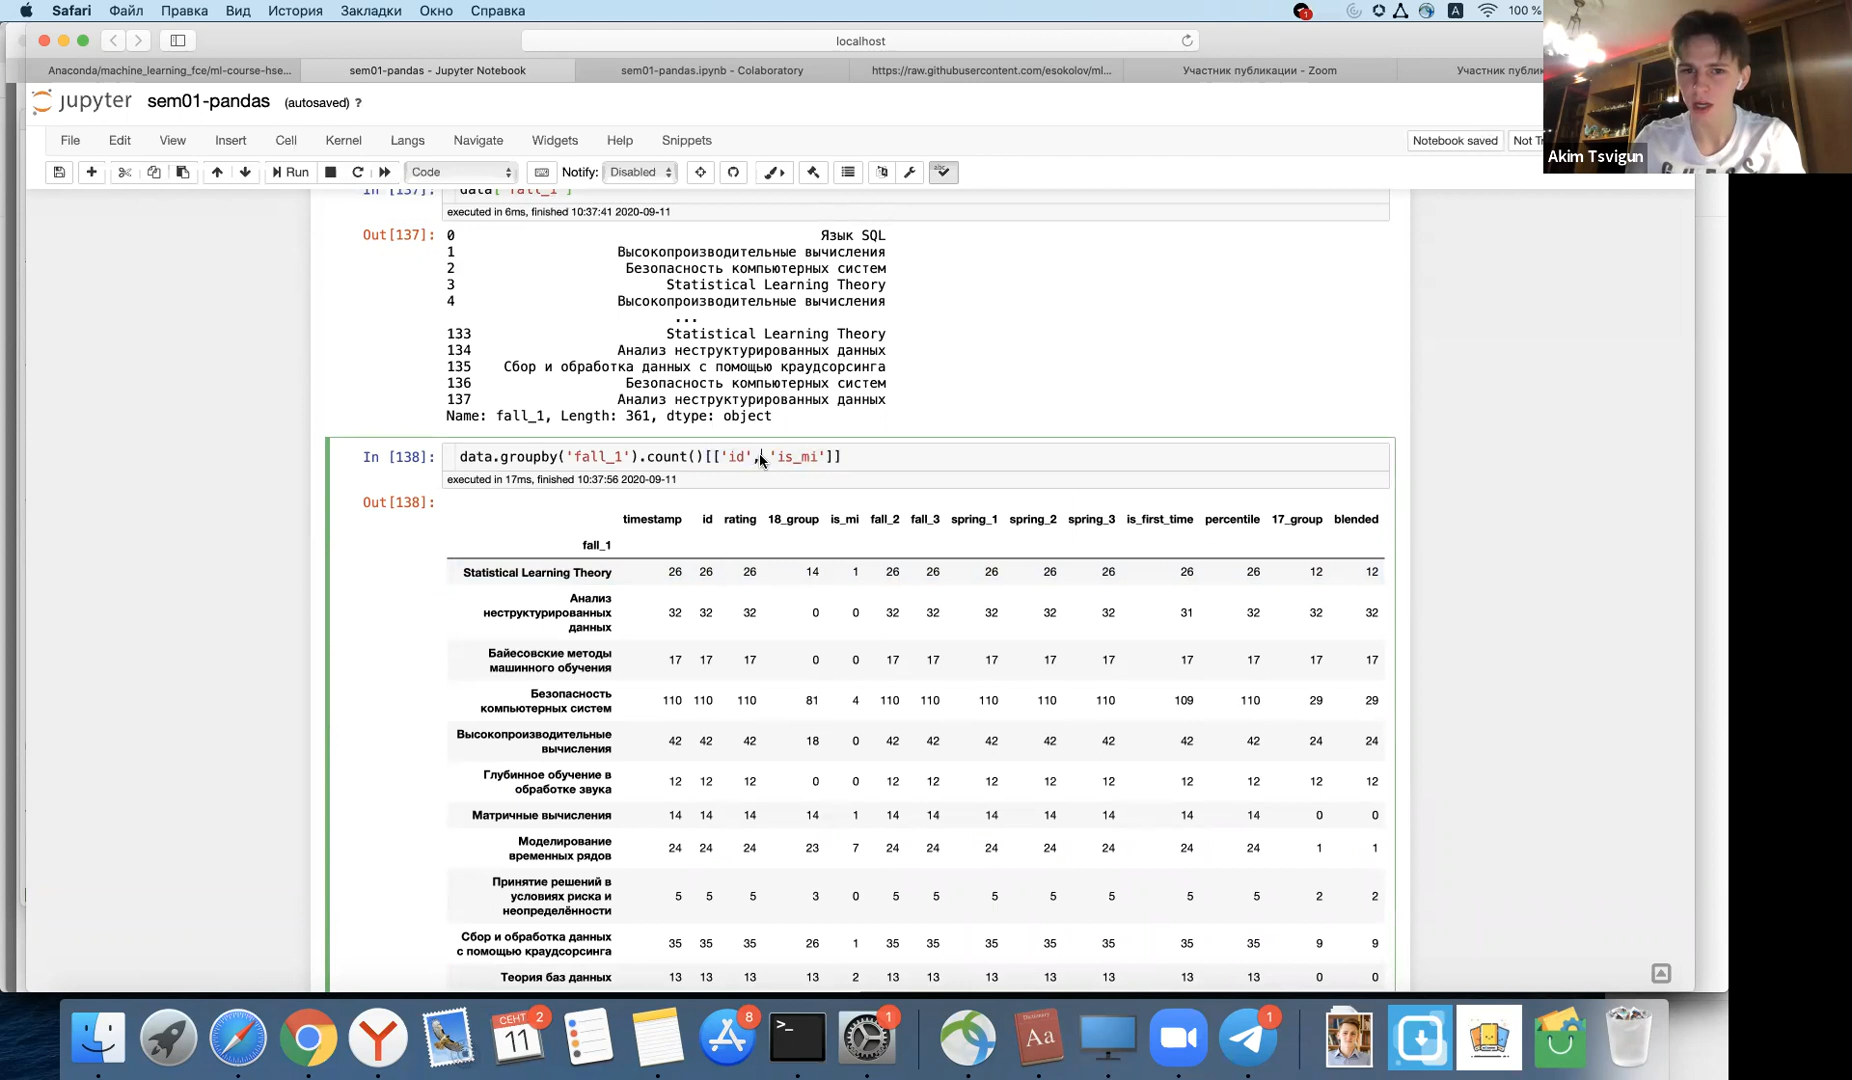 Safari Файл Правка Вид История Закладки Окно Справка 1 A 100 %
localhost
Anaconda/machine_learning_fce/ml-course-hse... sem01-pandas - Jupyter Notebook sem01-pandas.ipynb - Colaboratory https://raw.githubusercontent.com/esokolov/ml... Участник публикации - Zoom Участник публик
jupyter sem01-pandas (autosaved) ?
File Edit View Insert Cell Kernel Langs Navigate Widgets Help Snippets Notebook saved Not Tr
Akim Tsvigun
Run Code Notify: Disabled
In [137]: data['fall_1']
executed in 6ms, finished 10:37:41 2020-09-11
Out[137]: 0 Язык SQL
1 Высокопроизводительные вычисления
2 Безопасность компьютерных систем
3 Statistical Learning Theory
4 Высокопроизводительные вычисления
...
133 Statistical Learning Theory
134 Анализ неструктурированных данных
135 Сбор и обработка данных с помощью краудсорсинга
136 Безопасность компьютерных систем
137 Анализ неструктурированных данных
Name: fall_1, Length: 361, dtype: object
In [138]: data.groupby('fall_1').count()[['id', 'is_mi']]
executed in 17ms, finished 10:37:56 2020-09-11
Out[138]:
timestamp id rating 18_group is_mi fall_2 fall_3 spring_1 spring_2 spring_3 is_first_time percentile 17_group blended
fall_1
Statistical Learning Theory 26 26 26 14 1 26 26 26 26 26 26 26 12 12
Анализ
неструктурированных 32 32 32 0 0 32 32 32 32 32 31 32 32 32
данных
Байесовские методы
машинного обучения 17 17 17 0 0 17 17 17 17 17 17 17 17 17
Безопасность
компьютерных систем 110 110 110 81 4 110 110 110 110 110 109 110 29 29
Высокопроизводительные
вычисления 42 42 42 18 0 42 42 42 42 42 42 42 24 24
Глубинное обучение в
обработке звука 12 12 12 0 0 12 12 12 12 12 12 12 12 12
Матричные вычисления 14 14 14 14 1 14 14 14 14 14 14 14 0 0
Моделирование
временных рядов 24 24 24 23 7 24 24 24 24 24 24 24 1 1
Принятие решений в
условиях риска и 5 5 5 3 0 5 5 5 5 5 5 5 2 2
неопределённости
Сбор и обработка данных
с помощью краудсорсинга 35 35 35 26 1 35 35 35 35 35 35 35 9 9
Теория баз данных 13 13 13 13 2 13 13 13 13 13 13 13 0 0
СЕНТ 2 8 1 1
11 Aa